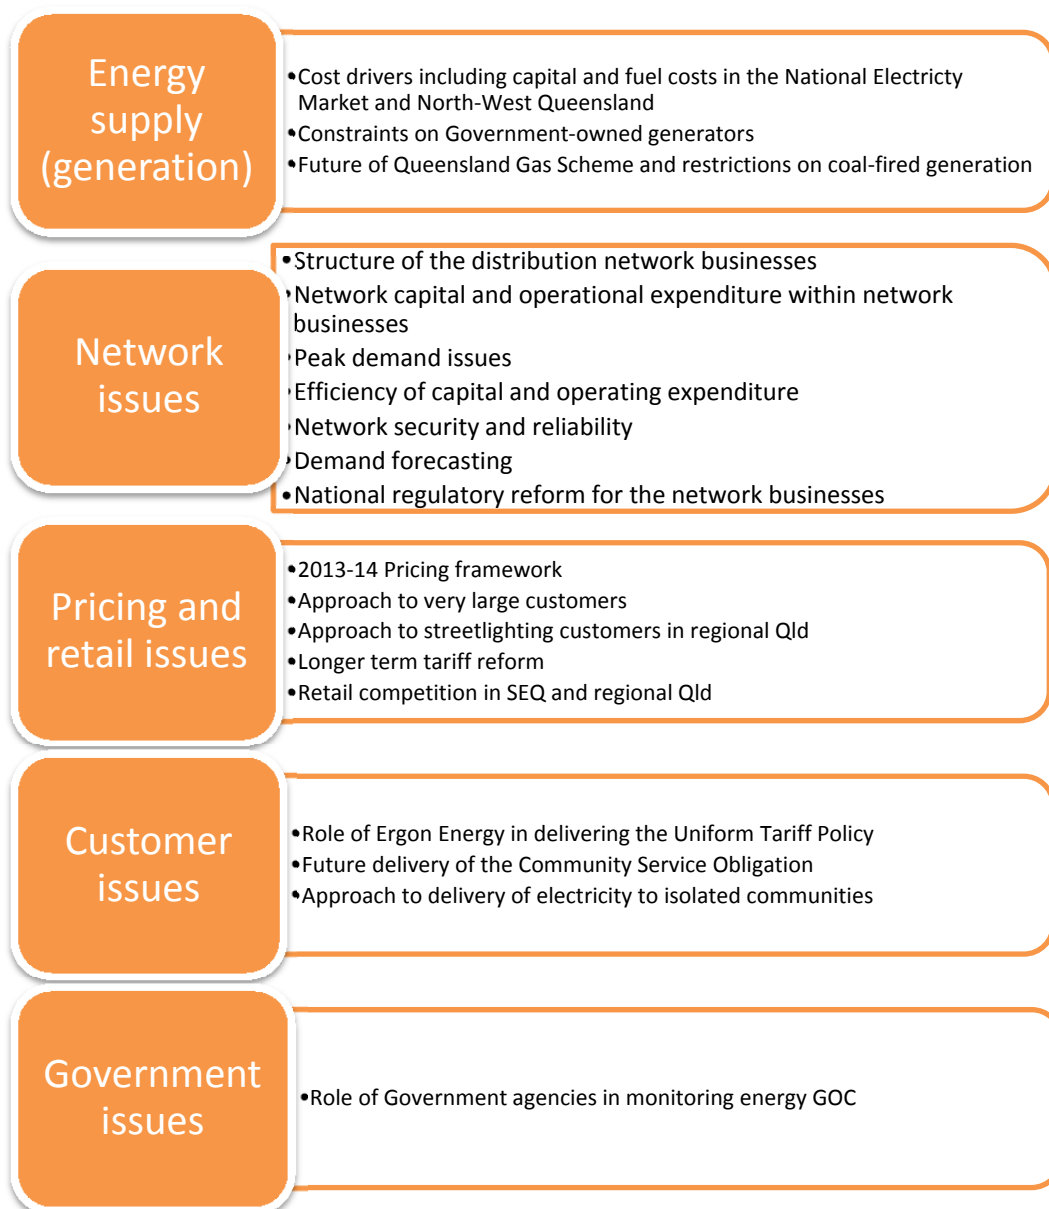 Energy
supply
(generation)
•Cost drivers including capital and fuel costs in the National Electricty
Market and North-West Queensland
•Constraints on Government-owned generators
•Future of Queensland Gas Scheme and restrictions on coal-fired generation
Network
issues
•Structure of the distribution network businesses
•Network capital and operational expenditure within network
businesses
•Peak demand issues
•Efficiency of capital and operating expenditure
•Network security and reliability
•Demand forecasting
•National regulatory reform for the network businesses
Pricing and
retail issues
•2013-14 Pricing framework
•Approach to very large customers
•Approach to streetlighting customers in regional Qld
•Longer term tariff reform
•Retail competition in SEQ and regional Qld
Customer
issues
•Role of Ergon Energy in delivering the Uniform Tariff Policy
•Future delivery of the Community Service Obligation
•Approach to delivery of electricity to isolated communities
Government
issues
•Role of Government agencies in monitoring energy GOC